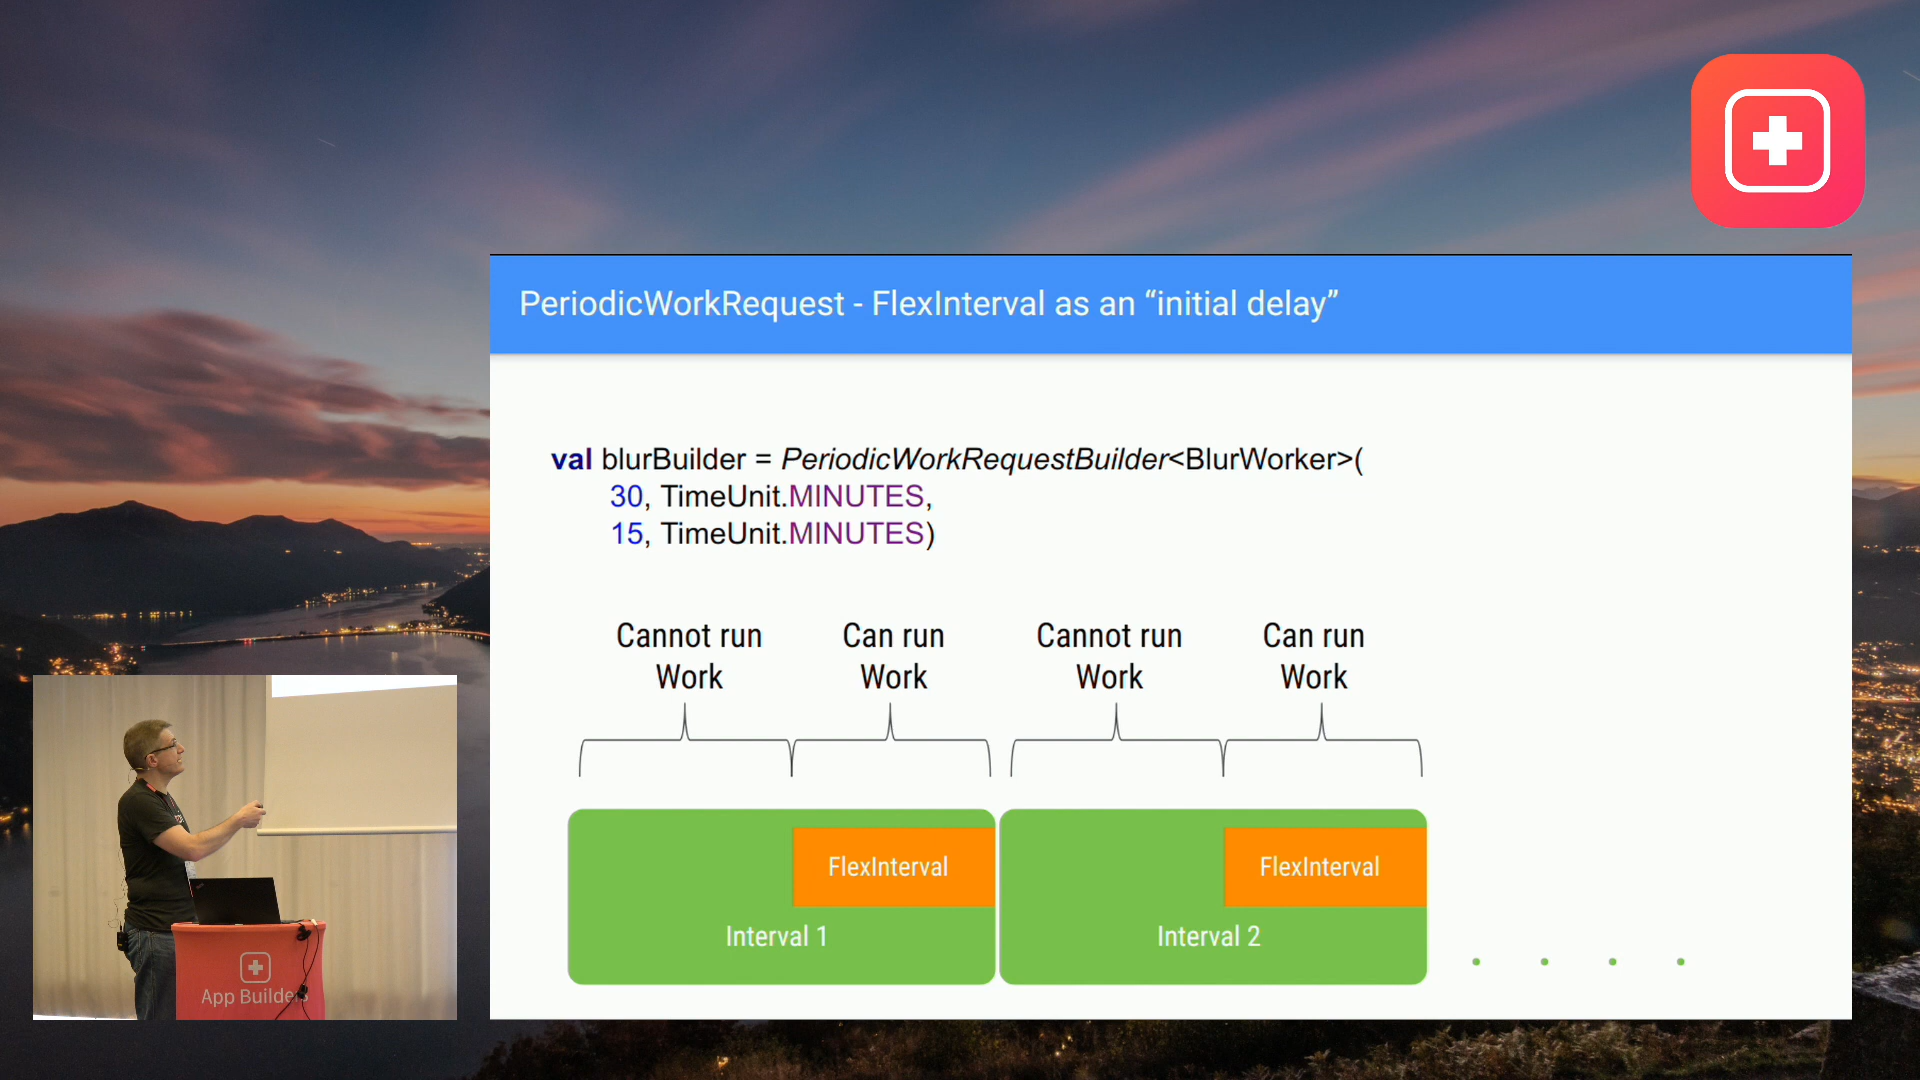 PeriodicWorkRequest - FlexInterval as an “initial delay”
val blurBuilder = PeriodicWorkRequestBuilder<BlurWorker>(
30, TimeUnit.MINUTES,
15, TimeUnit.MINUTES)
Cannot run
Work
Can run
Work
Cannot run
Work
Can run
Work
FlexInterval
Interval 1
FlexInterval
Interval 2
App Builders